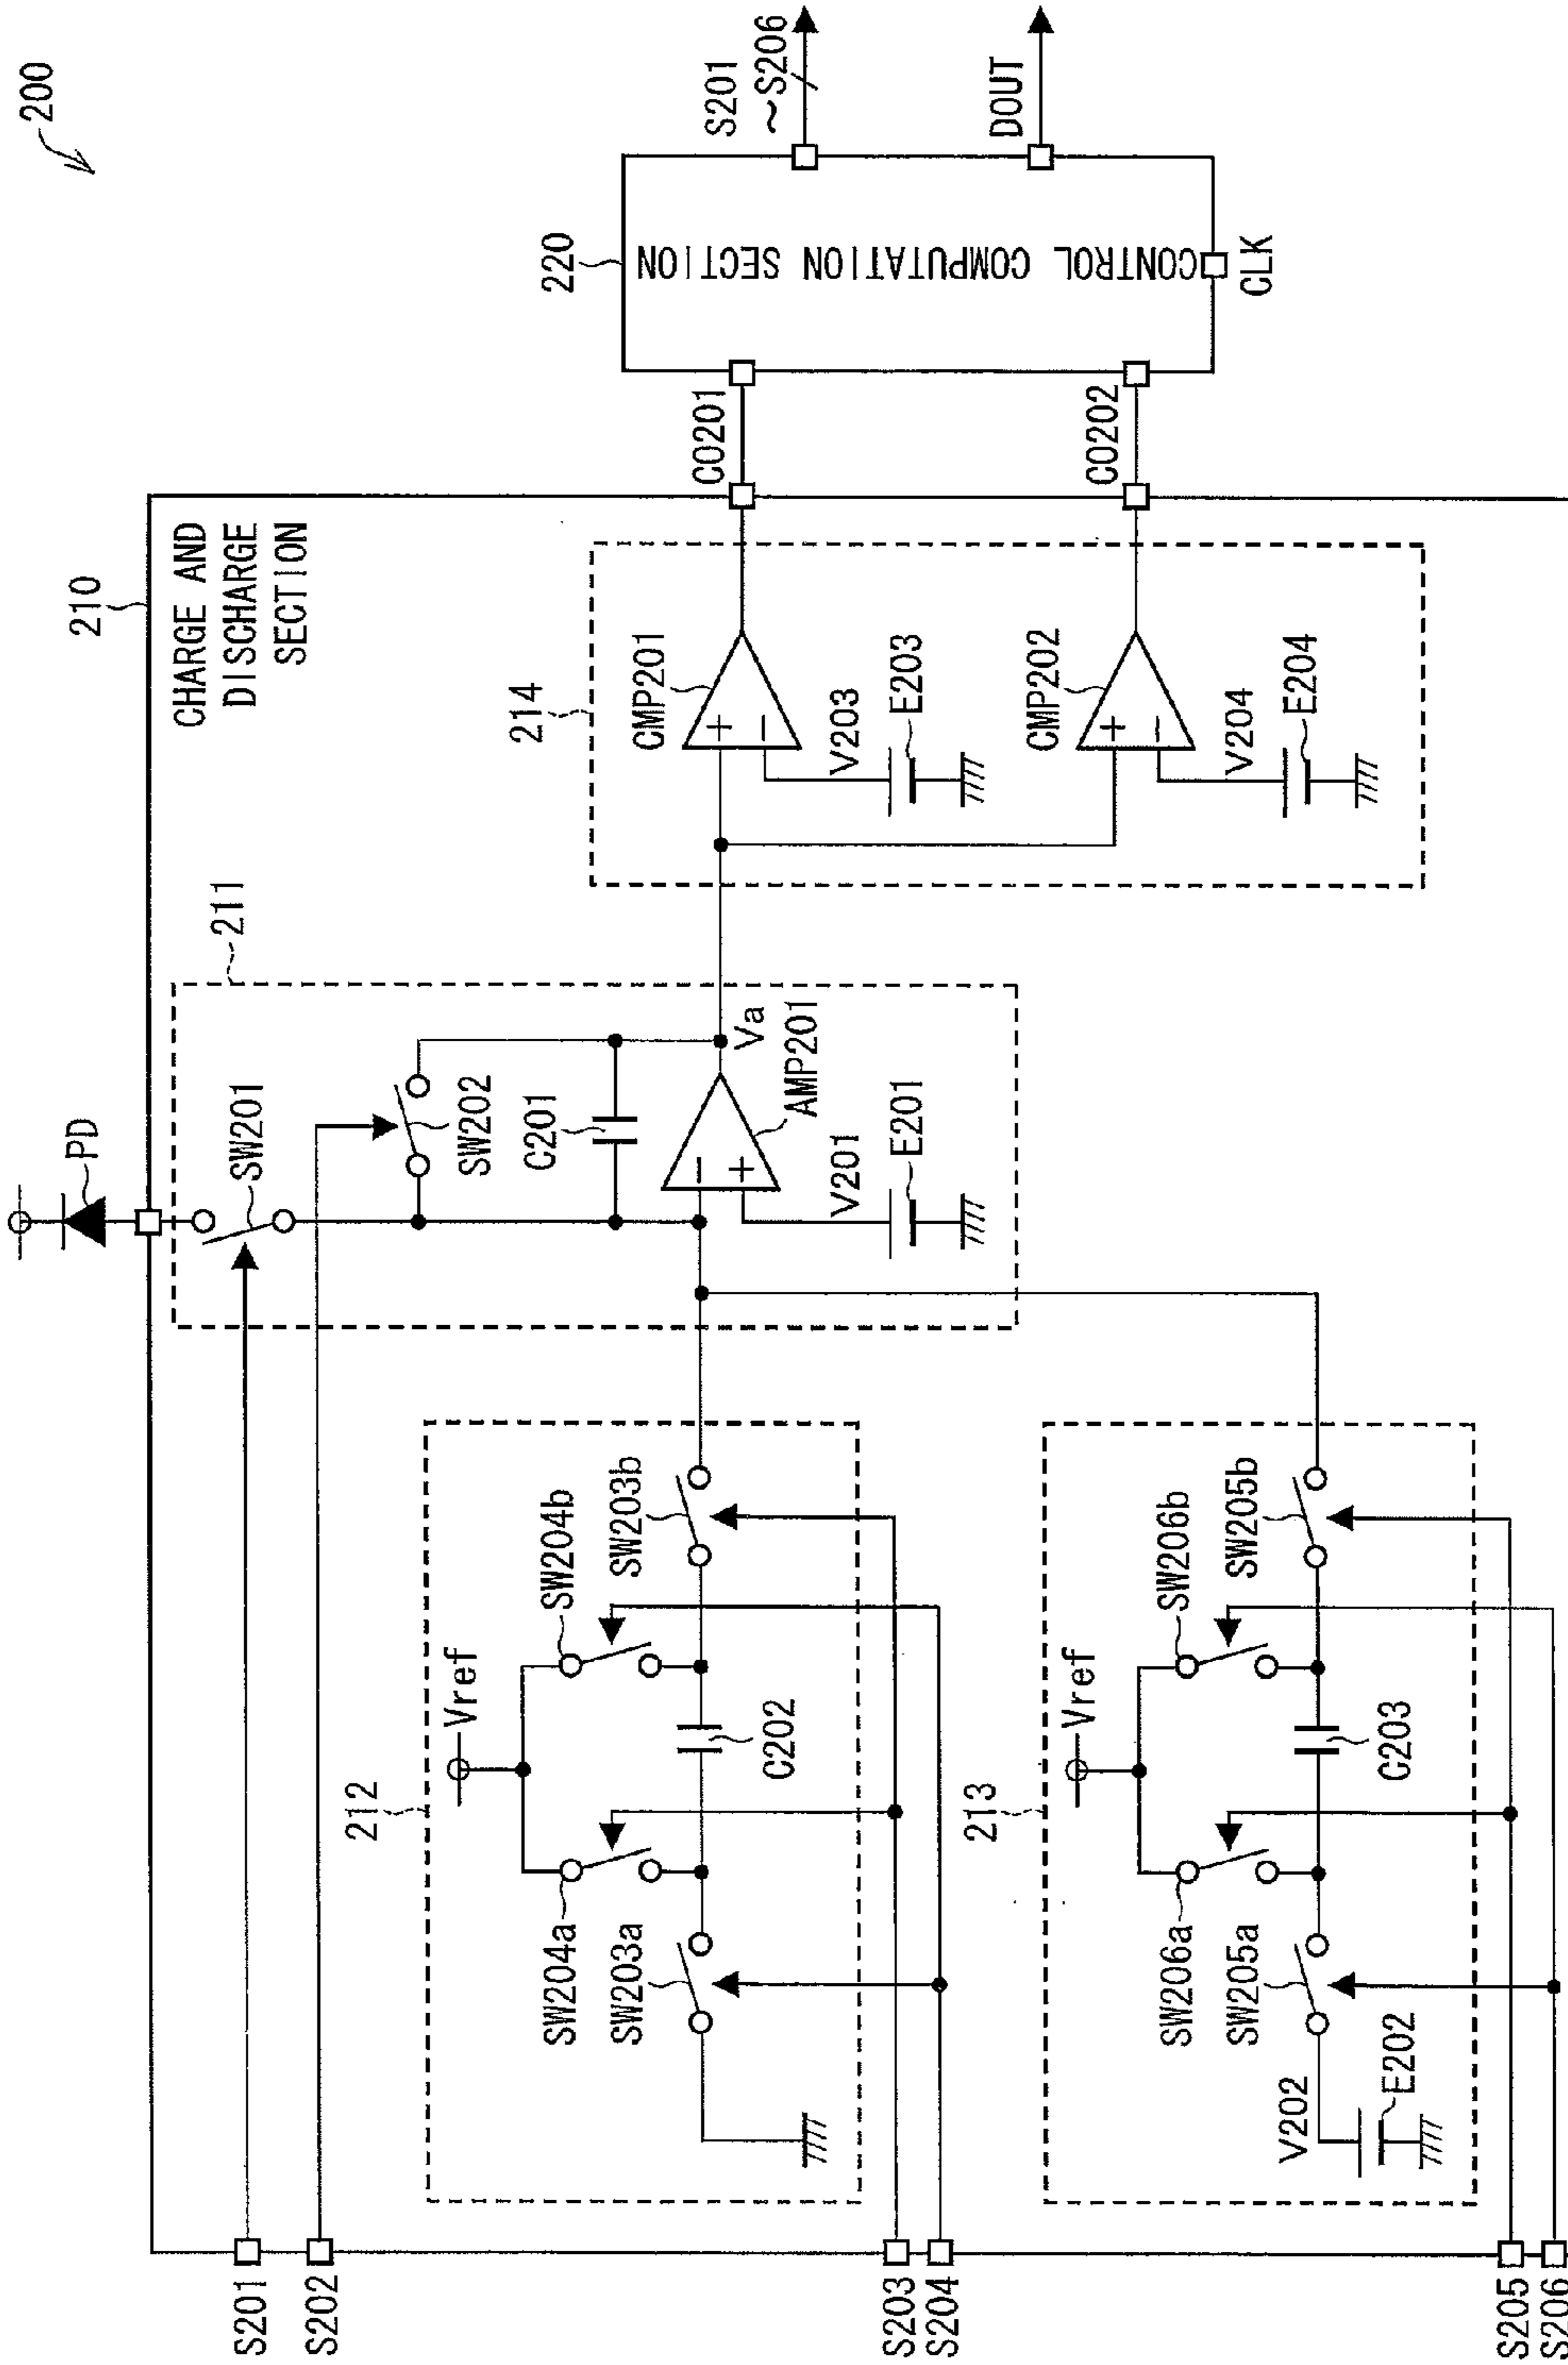 200
210
CHARGE AND
DISCHARGE
SECTION
PD
SW201
211
SW202
C201
Va
AMP201
V201
E201
214
CMP201
V203
E203
CMP202
V204
E204
CO201
CO202
220
CONTROL COMPUTATION SECTION
CLK
S201
~S206
DOUT
212
Vref
SW204a
SW204b
SW203a
SW203b
C202
213
Vref
SW206a
SW206b
SW205a
SW205b
C203
V202
E202
S201
S202
S203
S204
S205
S206
+
−
+
−
−
+